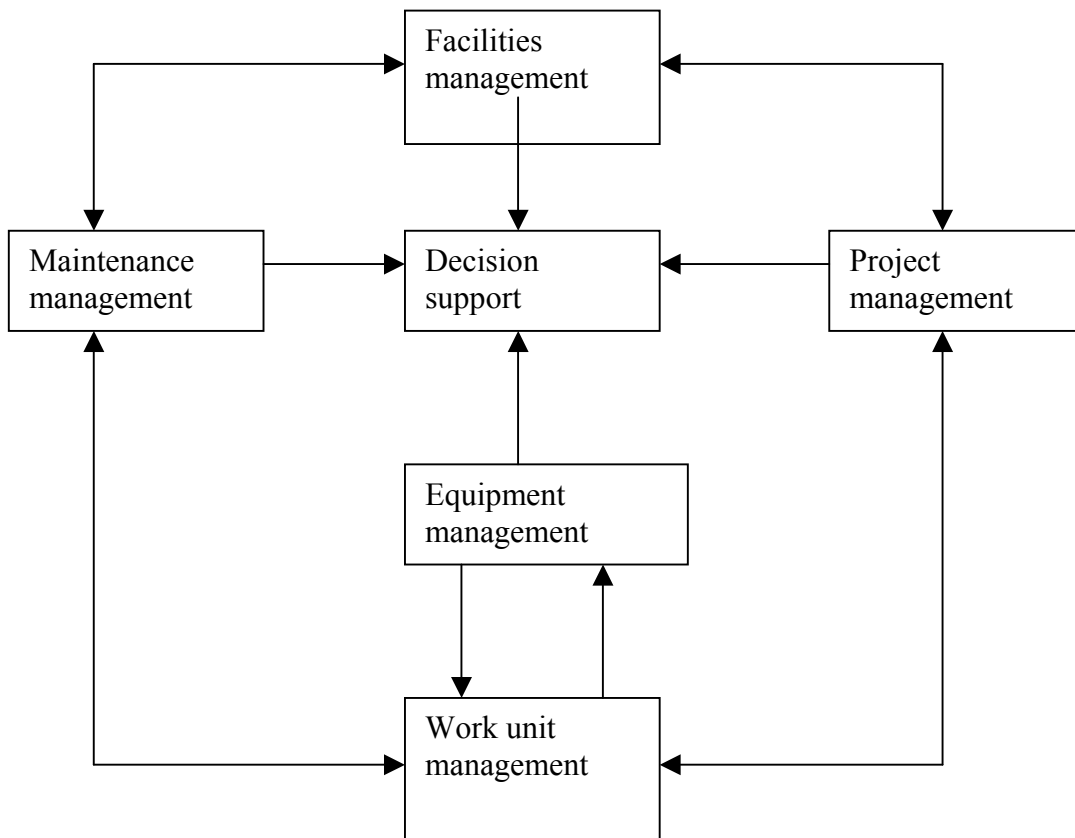 Facilities
management
Maintenance
management
Decision
support
Project
management
Equipment
management
Work unit
management